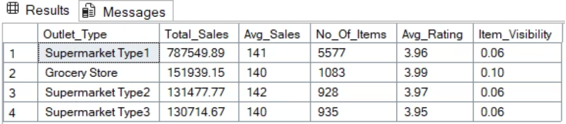 Results Messages
Outlet_Type Total_Sales Avg_Sales No_Of_Items Avg_Rating Item_Visibility
1 Supermarket Type1 787549.89 141 5577 3.96 0.06
2 Grocery Store 151939.15 140 1083 3.99 0.10
3 Supermarket Type2 131477.77 142 928 3.97 0.06
4 Supermarket Type3 130714.67 140 935 3.95 0.06